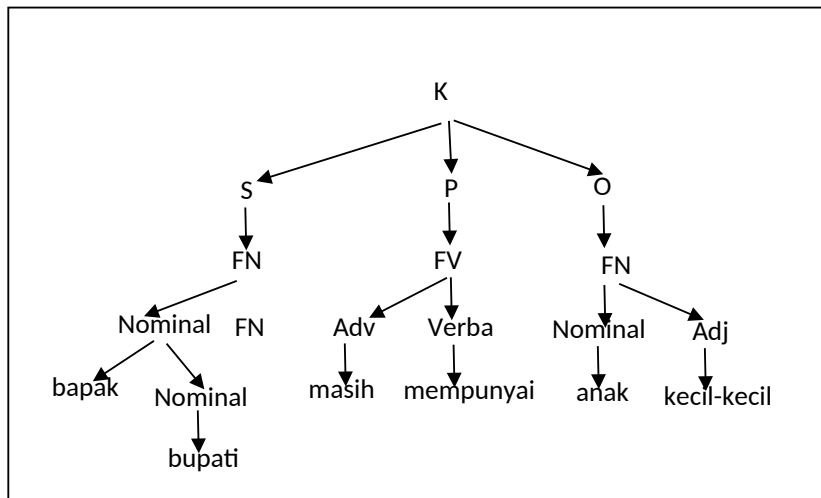 K
S P O
FN FV FN
Nominal FN Adv Verba Nominal Adj
bapak Nominal masih mempunyai anak kecil-kecil
bupati